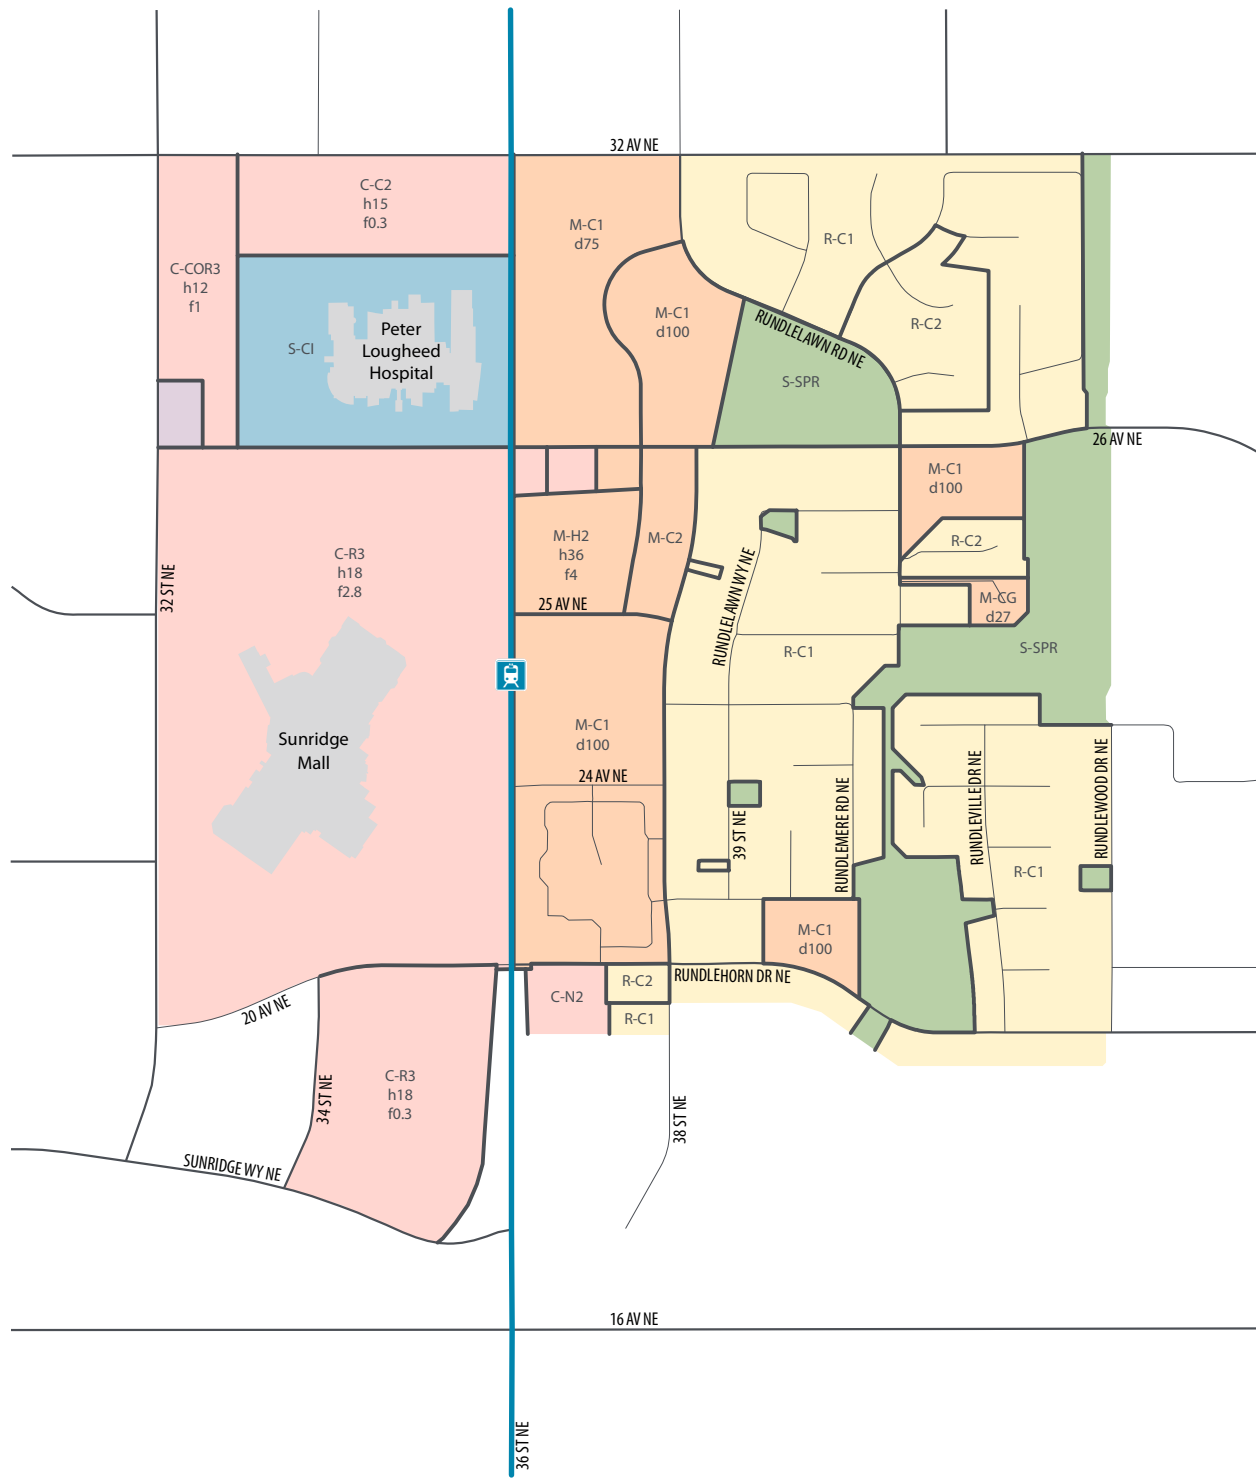 32 AV NE
C-C2
h15
f0.3
M-C1
d75
R-C1
C-COR3
h12
f1
M-C1
d100
RUNDLELAWN RD NE
R-C2
Peter
Lougheed
Hospital
S-CI
S-SPR
26 AV NE
M-C1
d100
M-H2
h36
f4
M-C2
R-C2
C-R3
h18
f2.8
32 ST NE
25 AV NE
RUNDLELAWN WY NE
M-CG
d27
R-C1
S-SPR
Sunridge
Mall
M-C1
d100
24 AV NE
39 ST NE
RUNDLEMERE RD NE
RUNDLEVILLE DR NE
RUNDLEWOOD DR NE
R-C1
M-C1
d100
RUNDLEHORN DR NE
R-C2
C-N2
R-C1
20 AV NE
C-R3
h18
f0.3
34 ST NE
38 ST NE
SUNRIDGE WY NE
16 AV NE
36 ST NE